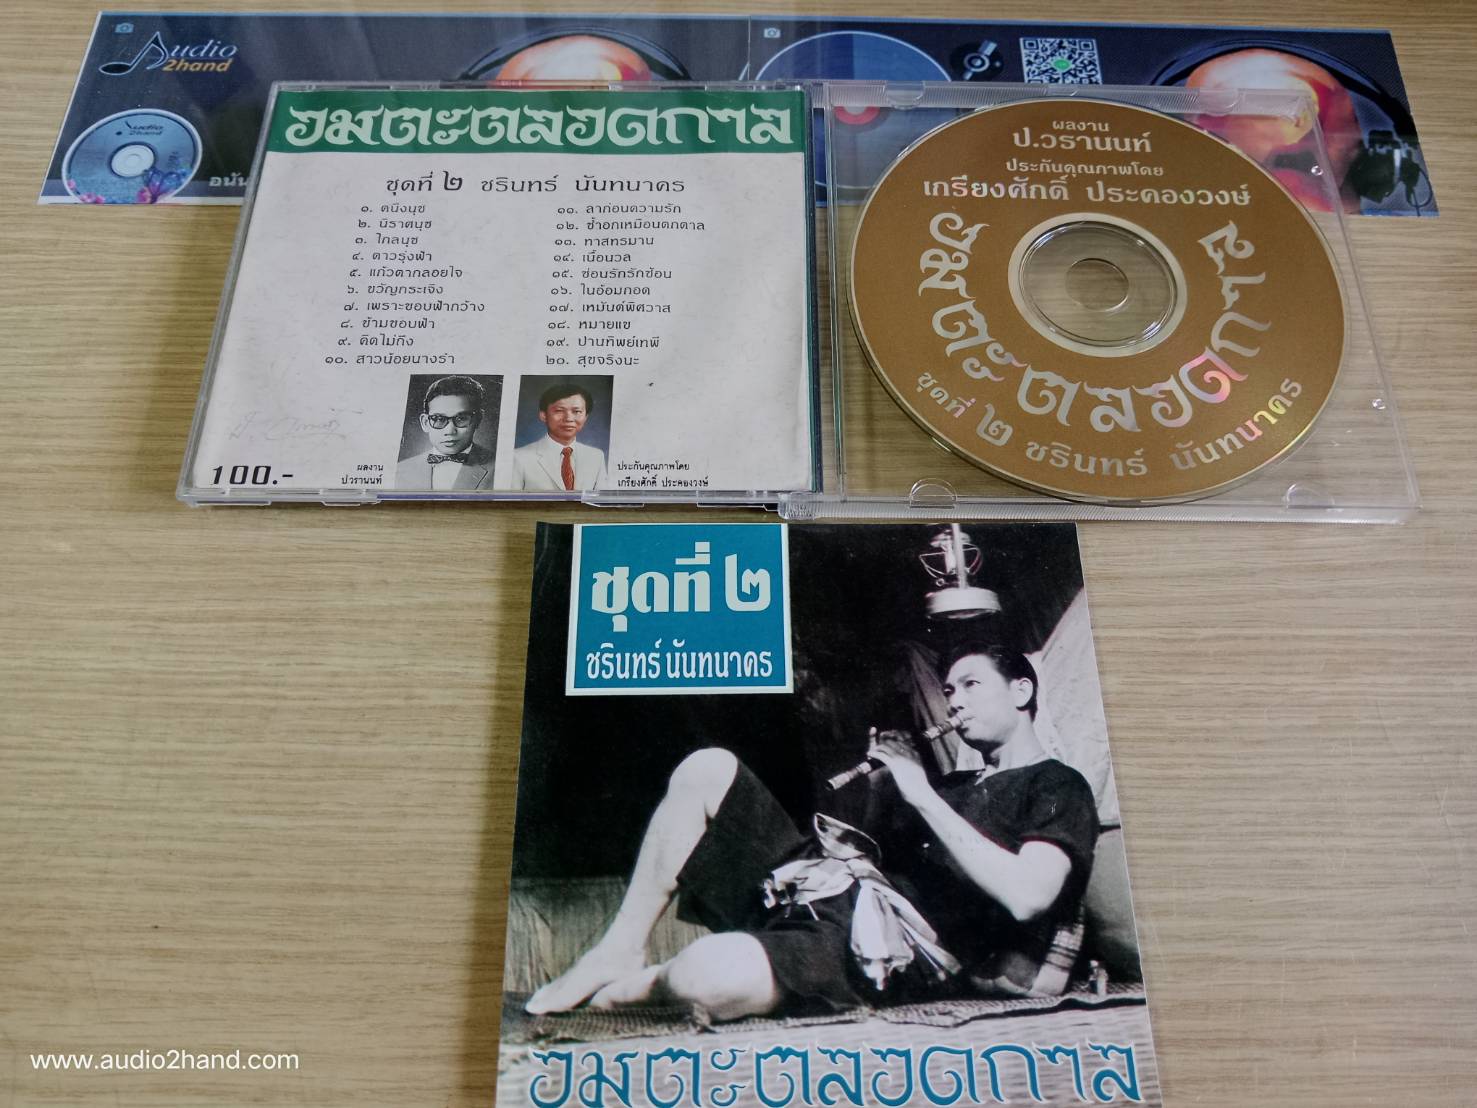 Audio
2hand
Audio
2hand
อนัน
อมตะตลอดกาล
ชุดที่ ๒ ชรินทร์ นันทนาคร
๑. คนึงนุช
๒. นิราศนุช
๓. ไกลนุช
๔. ดาวรุ่งฟ้า
๕. แก้วตากลอยใจ
๖. ขวัญกระเจิง
๗. เพราะขอบฟ้ากว้าง
๘. ข้ามขอบฟ้า
๙. คิดไม่ถึง
๑๐. สาวน้อยนางรำ
๑๑. ลาก่อนความรัก
๑๒. ช้ำอกเหมือนตกตาล
๑๓. ทาสทรมาน
๑๔. เนื้อนวล
๑๕. ซ่อนรักรักซ้อน
๑๖. ในอ้อมกอด
๑๗. เหมันต์พิศวาส
๑๘. หมายแข
๑๙. ปานทิพย์เทพี
๒๐. สุขจริงนะ
100.-
ผลงาน
ป.วรานนท์
ประกันคุณภาพโดย
เกรียงศักดิ์ ประคองวงษ์
ผลงาน
ป.วรานนท์
ประกันคุณภาพโดย
เกรียงศักดิ์ ประคองวงษ์
อมตะตลอดกาล
ชุดที่ ๒ ชรินทร์ นันทนาคร
ชุดที่ ๒
ชรินทร์ นันทนาคร
อมตะตลอดกาล
www.audio2hand.com